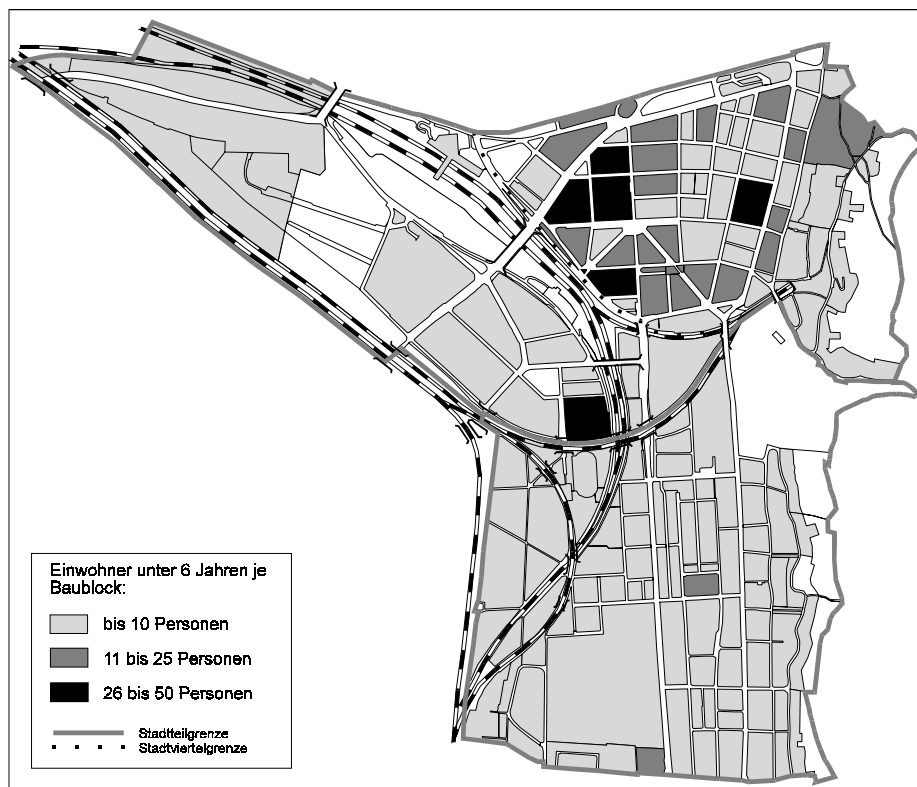 Einwohner unter 6 Jahren je
Baublock:
bis 10 Personen
11 bis 25 Personen
26 bis 50 Personen
Stadtteilgrenze
Stadtviertelgrenze